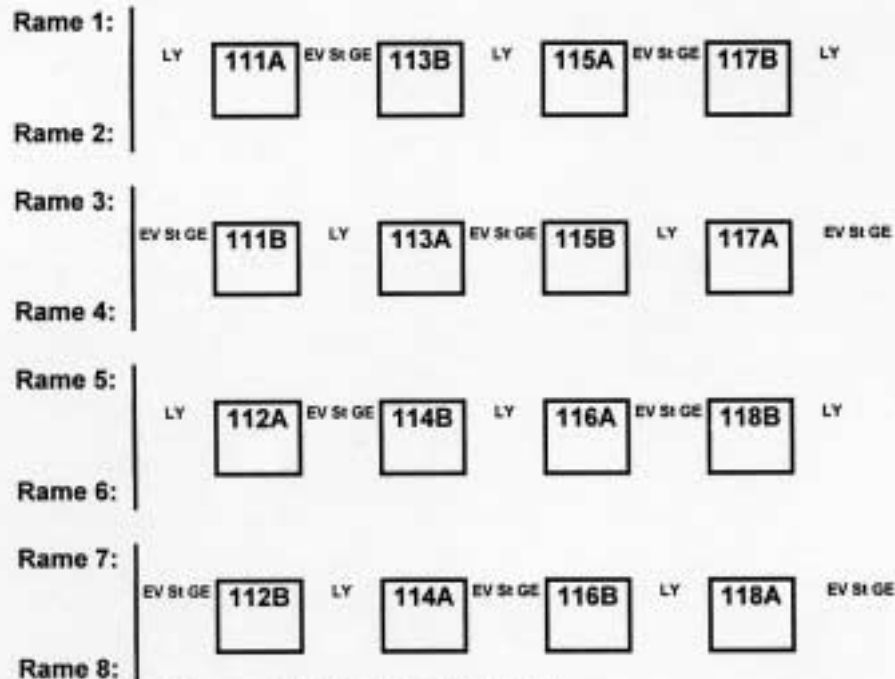 Rame 1:
LY 111A EV St GE 113B LY 115A EV St GE 117B LY
Rame 2:
Rame 3:
EV St GE 111B LY 113A EV St GE 115B LY 117A EV St GE
Rame 4:
Rame 5:
LY 112A EV St GE 114B LY 116A EV St GE 118B LY
Rame 6:
Rame 7:
EV St GE 112B LY 114A EV St GE 116B LY 118A EV St GE
Rame 8: